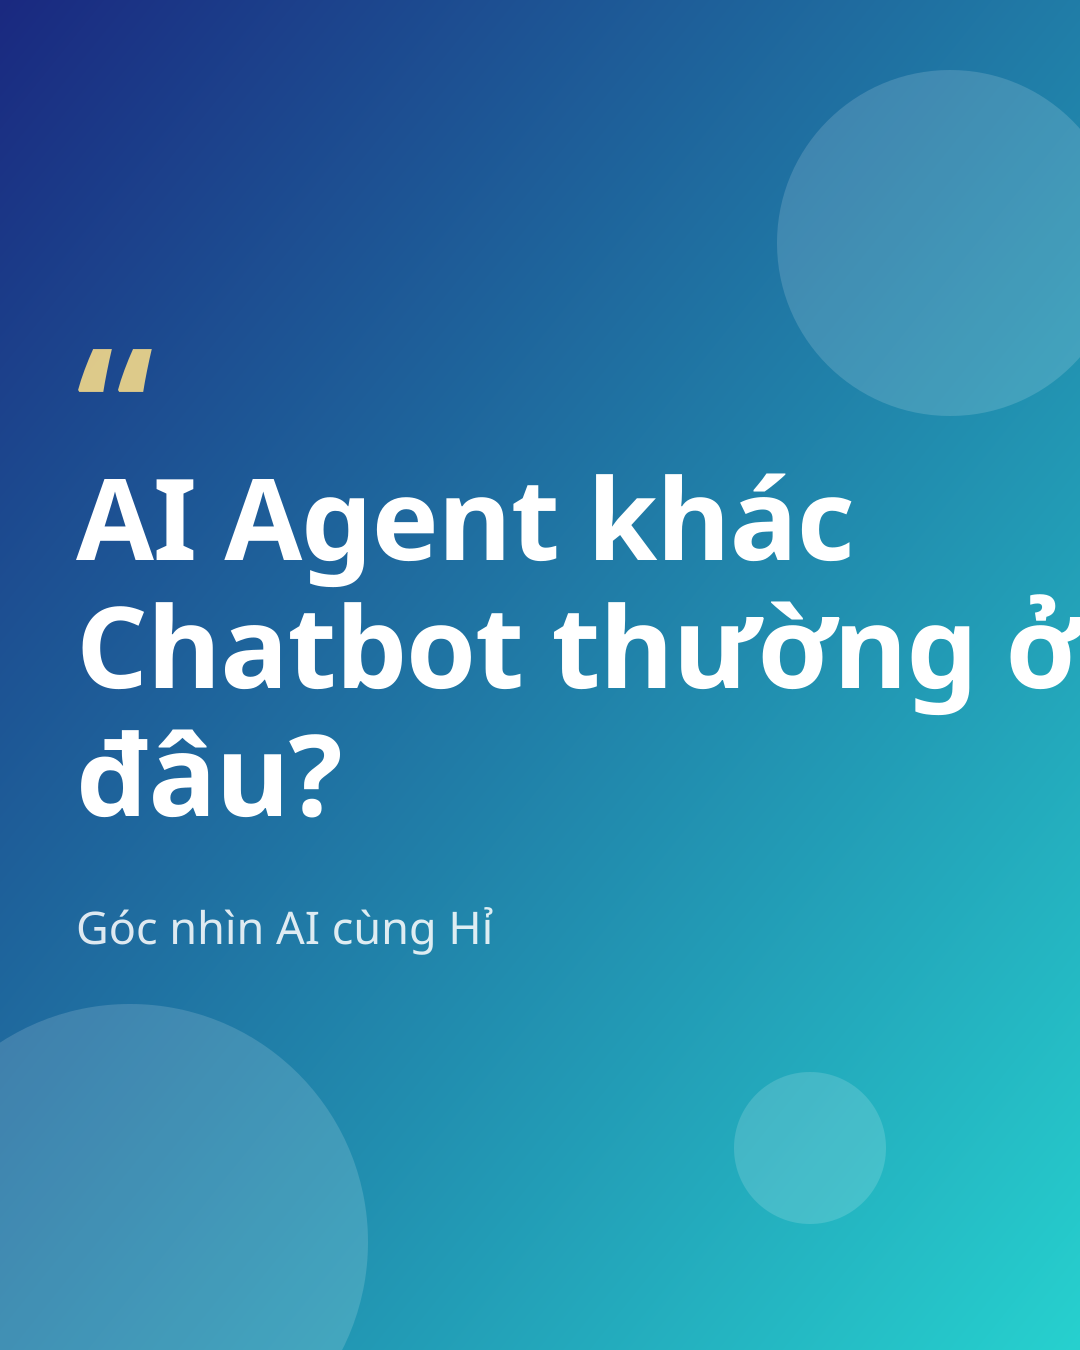 “
AI Agent khác
Chatbot thường ở
đâu?
Góc nhìn AI cùng Hỉ